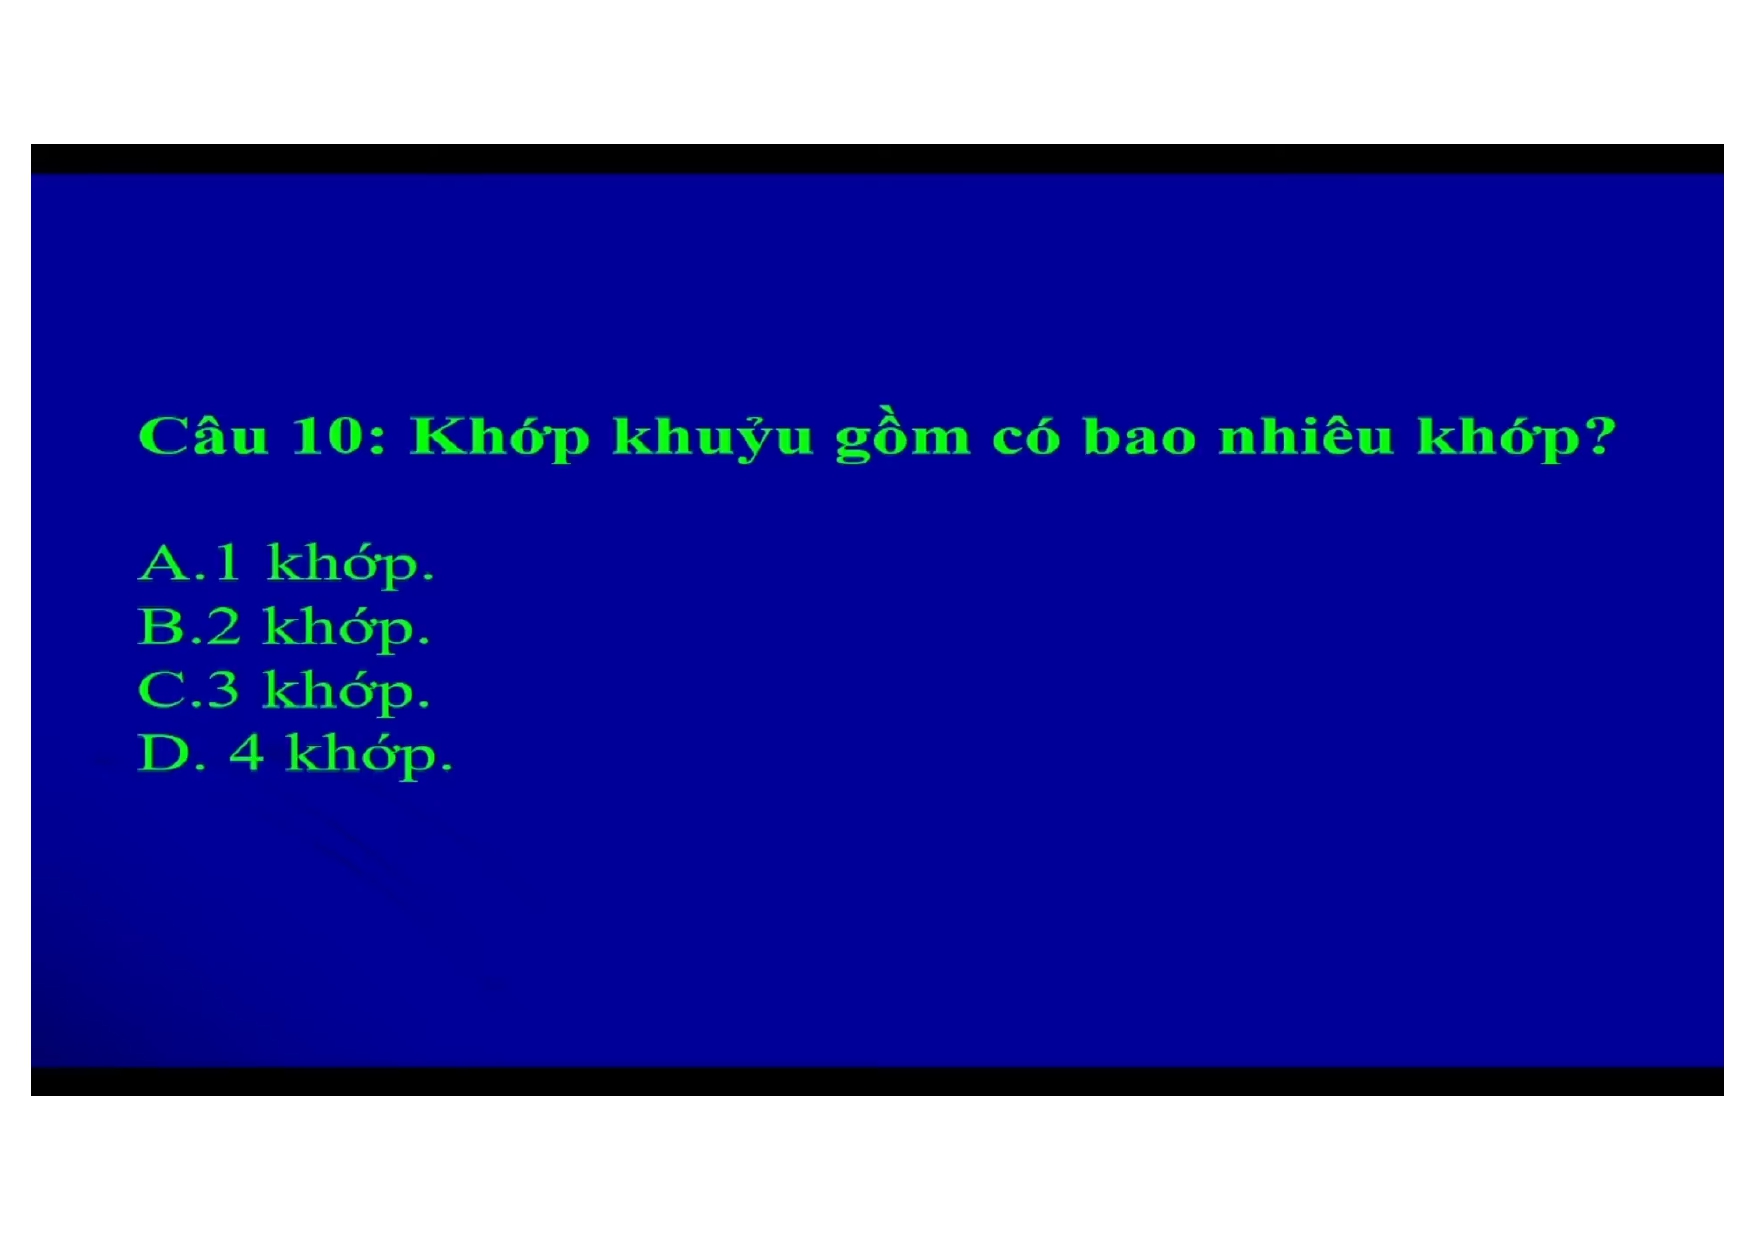 Câu 10: Khớp khuỷu gồm có bao nhiêu khớp?
A.1 khớp.
B.2 khớp.
C.3 khớp.
D. 4 khớp.